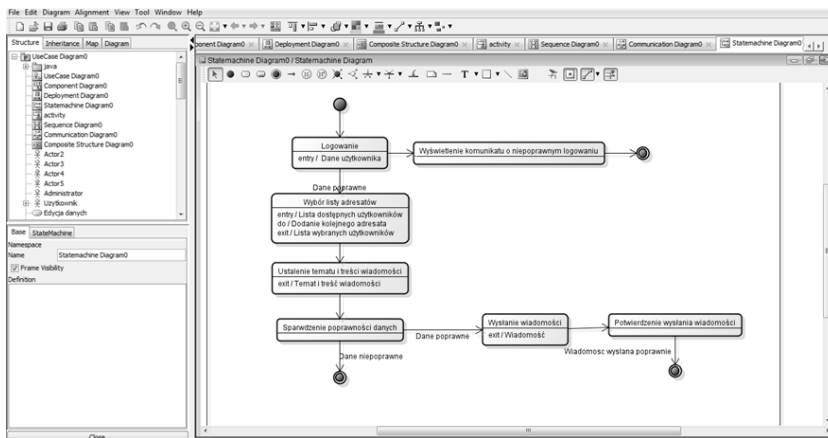 File Edit Diagram Alignment View Tool Window Help
Structure Inheritance Map Diagram
ponent Diagram0 Deployment Diagram0 Composite Structure Diagram0 activity Sequence Diagram0 Communication Diagram0 Statemachine Diagram0
UseCase Diagram0
java
UseCase Diagram0
Component Diagram0
Deployment Diagram0
Statemachine Diagram0
activity
Sequence Diagram0
Communication Diagram0
Composite Structure Diagram0
Actor2
Actor3
Actor4
Actor5
Administrator
Uzytkownik
Edycja danych
Base StateMachine
Namespace
Name Statemachine Diagram0
Frame Visibility
Definition
Clone
Statemachine Diagram0 / Statemachine Diagram
T
Logowanie
entry / Dane użytkownika
Wyświetlenie komunikatu o niepoprawnym logowaniu
Dane poprawne
Wybór listy adresatów
entry / Lista dostępnych użytkowników
do / Dodanie kolejnego adresata
exit / Lista wybranych użytkowników
Ustalenie tematu i treści wiadomości
exit / Temat i treść wiadomości
Sparwdzenie poprawności danych
Dane poprawne
Wysłanie wiadomości
exit / Wiadomość
Potwierdzenie wysłania wiadomości
Dane niepoprawne
Wiadomosc wyslana poprawnie